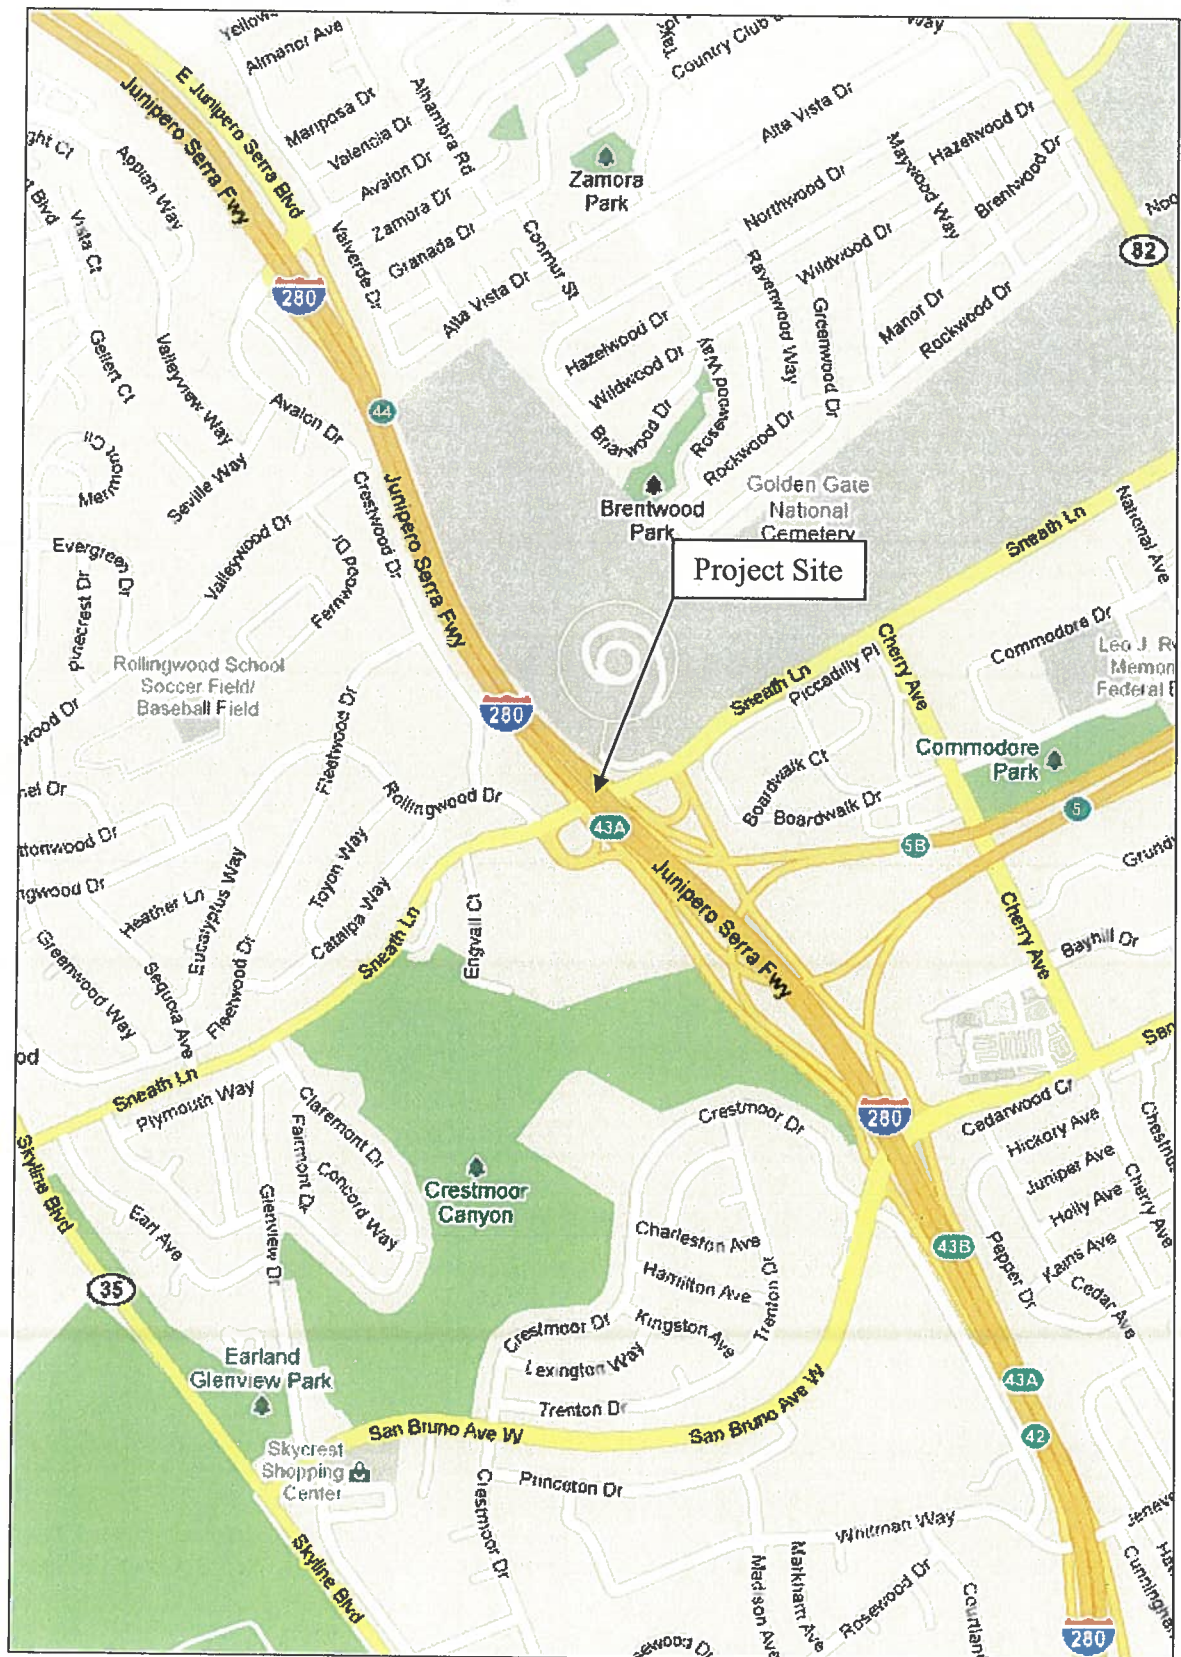 Almanor Ave
Way
Country Club
E Junipero Serra Blvd
Junipero Serra Fwy
Mariposa Dr
Alhambra Rd
Valencia Dr
Avalon Dr
Zamora Dr
Granada Dr
Valverde Dr
Alta Vista Dr
Zamora
Park
Alta Vista Dr
Hazelwood Dr
Maywood Way
Brentwood Dr
Northwood Dr
Wildwood Dr
Ravenwood Way
Greenwood Dr
Manor Dr
Rockwood Dr
82
Appian Way
Vista Ct
280
Gellert Ct
Valleyview Way
Avalon Dr
44
Hazelwood Dr
Wildwood Dr
Briarwood Dr
Rosewood Way
Rockwood Dr
Seville Way
Crestwood Dr
Junipero Serra Fwy
Brentwood
Park
Golden Gate
National
Cemetery
Sneath Ln
National Ave
Evergreen Dr
Pinecrest Dr
Valleywood Dr
Fernwood Dr
Project Site
Rollingwood School
Soccer Field/
Baseball Field
Fleetwood Dr
280
Sneath Ln
Piccadilly Pl
Cherry Ave
Commodore Dr
Leo J. R
Memor
Federal
wood Dr
Commodore
Park
Rollingwood Dr
43A
Boardwalk Ct
Boardwalk Dr
5B
5
Toyon Way
Catalpa Way
Heather Ln
Eucalyptus Way
Sequoia Ave
Fleetwood Dr
Greenwood Way
Sneath Ln
Engvall Ct
Junipero Serra Fwy
Cherry Ave
Bayhill Dr
San
Sneath Ln
Plymouth Way
Claremont Dr
Fairmont Dr
Concord Way
Crestmoor Dr
280
Cedarwood Ct
Hickory Ave
Juniper Ave
Holly Ave
Cherry Ave
Skyline Blvd
Earl Ave
Glenview Dr
Crestmoor
Canyon
Charleston Ave
Hamilton Ave
Trenton Dr
43B
Pepper Dr
Kains Ave
Cedar Ave
35
Crestmoor Dr
Kingston Ave
Lexington Way
Earland
Glenview Park
Trenton Dr
43A
San Bruno Ave W
San Bruno Ave W
42
Skycrest
Shopping
Center
Crestmoor Dr
Princeton Dr
Whitman Way
Skyline Blvd
Madison Ave
Markham Ave
Rosewood Dr
280